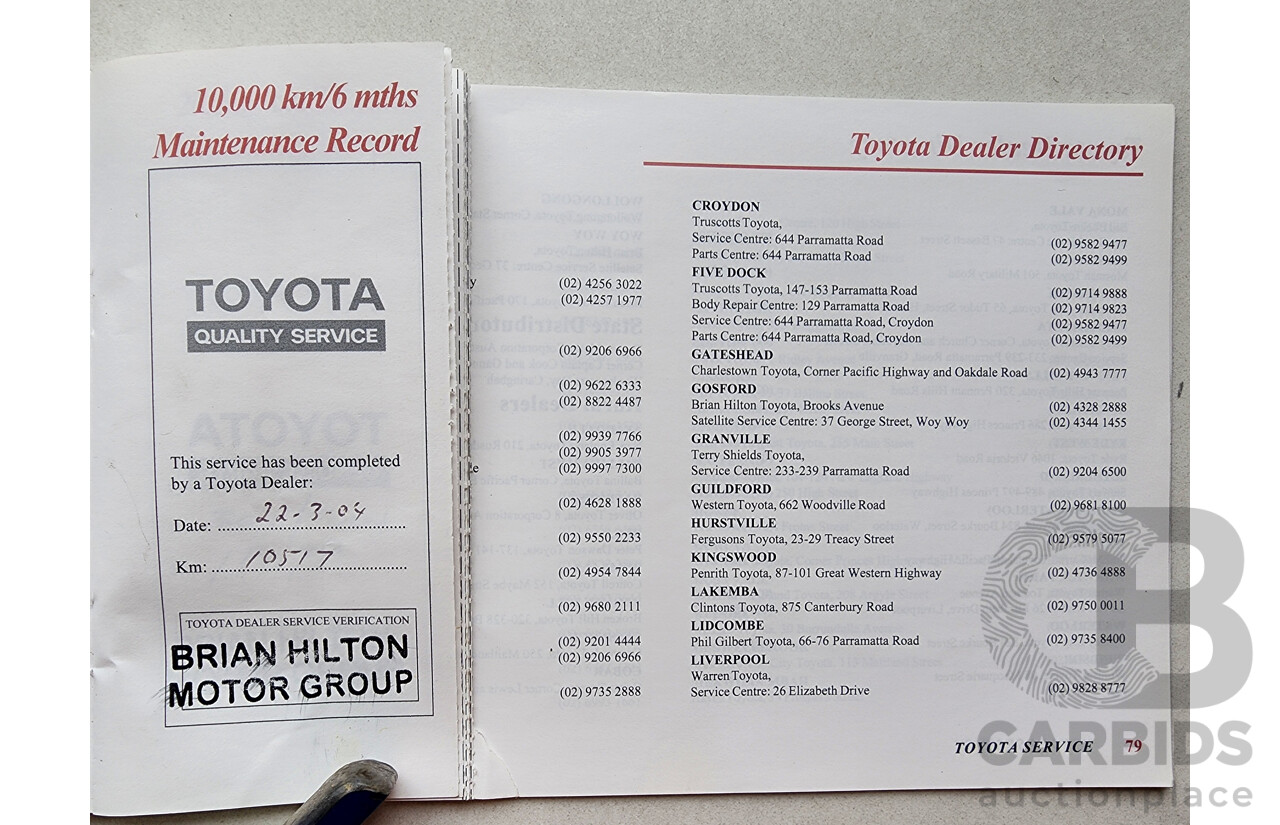 10,000 km/6 mths
Maintenance Record
TOYOTA
QUALITY SERVICE
This service has been completed
by a Toyota Dealer:
Date: 22-3-04
Km: 10517
TOYOTA DEALER SERVICE VERIFICATION
BRIAN HILTON
MOTOR GROUP
(02) 4256 3022
(02) 4257 1977
(02) 9206 6966
(02) 9622 6333
(02) 8822 4487
(02) 9939 7766
(02) 9905 3977
(02) 9997 7300
(02) 4628 1888
(02) 9550 2233
(02) 4954 7844
(02) 9680 2111
(02) 9201 4444
(02) 9206 6966
(02) 9735 2888
Toyota Dealer Directory
CROYDON
Truscotts Toyota,
Service Centre: 644 Parramatta Road (02) 9582 9477
Parts Centre: 644 Parramatta Road (02) 9582 9499
FIVE DOCK
Truscotts Toyota, 147-153 Parramatta Road (02) 9714 9888
Body Repair Centre: 129 Parramatta Road (02) 9714 9823
Service Centre: 644 Parramatta Road, Croydon (02) 9582 9477
Parts Centre: 644 Parramatta Road, Croydon (02) 9582 9499
GATESHEAD
Charlestown Toyota, Corner Pacific Highway and Oakdale Road (02) 4943 7777
GOSFORD
Brian Hilton Toyota, Brooks Avenue (02) 4328 2888
Satellite Service Centre: 37 George Street, Woy Woy (02) 4344 1455
GRANVILLE
Terry Shields Toyota,
Service Centre: 233-239 Parramatta Road (02) 9204 6500
GUILDFORD
Western Toyota, 662 Woodville Road (02) 9681 8100
HURSTVILLE
Fergusons Toyota, 23-29 Treacy Street (02) 9579 5077
KINGSWOOD
Penrith Toyota, 87-101 Great Western Highway (02) 4736 4888
LAKEMBA
Clintons Toyota, 875 Canterbury Road (02) 9750 0011
LIDCOMBE
Phil Gilbert Toyota, 66-76 Parramatta Road (02) 9735 8400
LIVERPOOL
Warren Toyota,
Service Centre: 26 Elizabeth Drive (02) 9828 8777
TOYOTA SERVICE 79
CB
CARBIDS
auctionplace